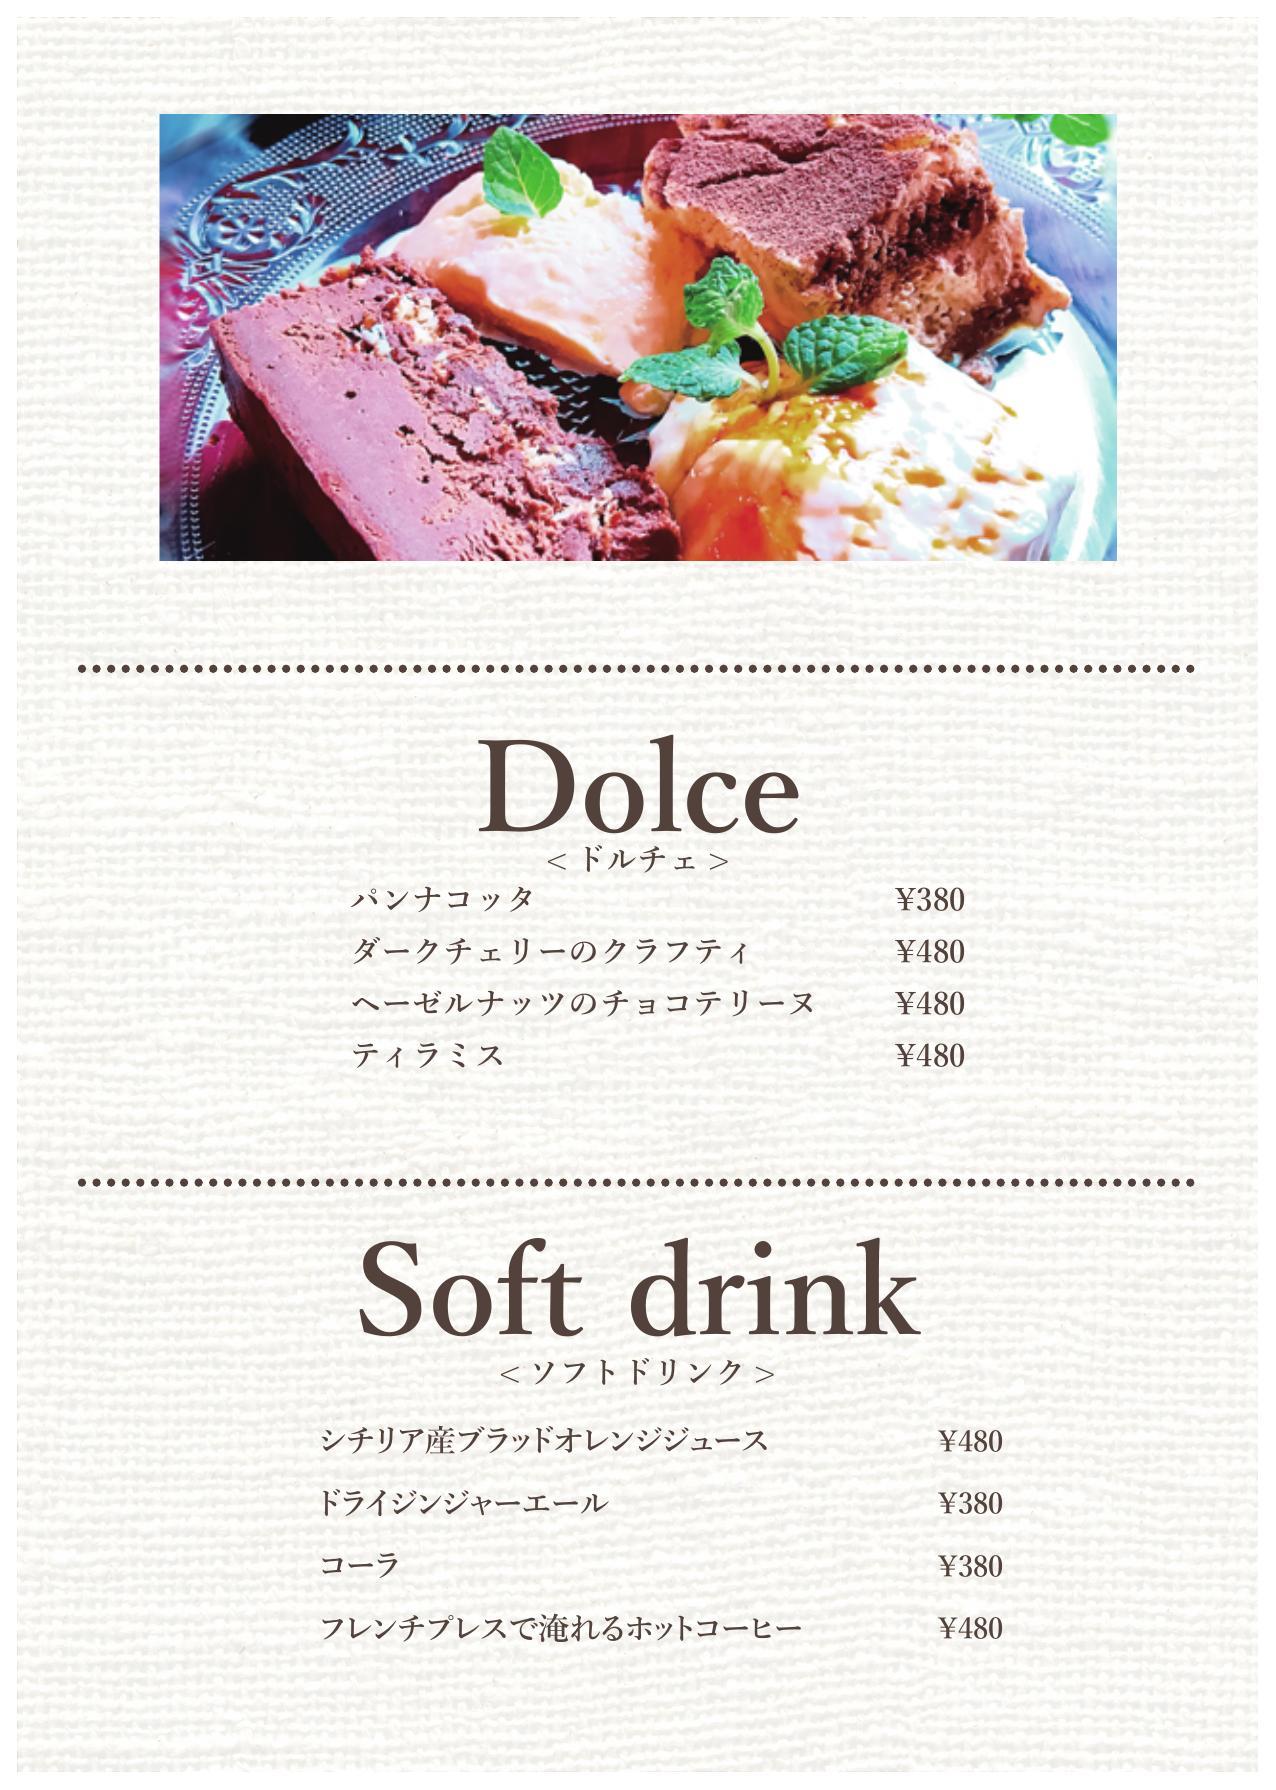 Dolce
< ドルチェ >
パンナコッタ ¥380
ダークチェリーのクラフティ ¥480
ヘーゼルナッツのチョコテリーヌ ¥480
ティラミス ¥480
Soft drink
< ソフトドリンク >
シチリア産ブラッドオレンジジュース ¥480
ドライジンジャーエール ¥380
コーラ ¥380
フレンチプレスで淹れるホットコーヒー ¥480